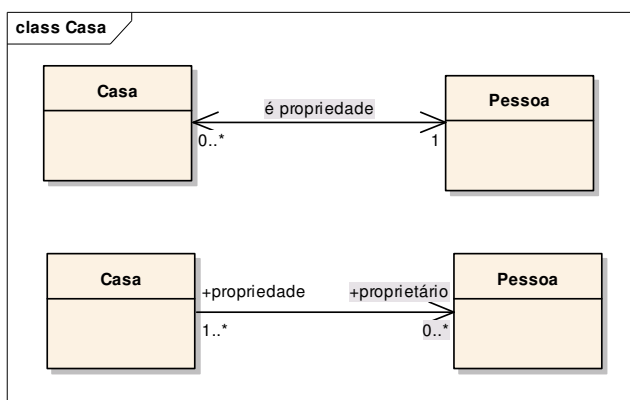 class Casa
Casa
é propriedade
Pessoa
0..*
1
Casa
+propriedade
+proprietário
Pessoa
1..*
0..*